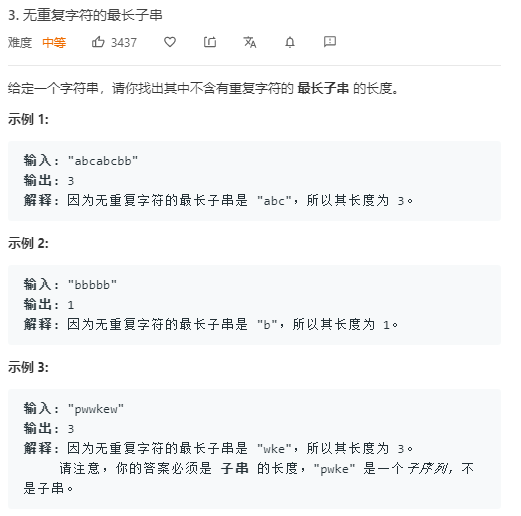 3. 无重复字符的最长子串
难度 中等 3437
给定一个字符串，请你找出其中不含有重复字符的 最长子串 的长度。
示例 1:
输入: "abcabcbb"
输出: 3
解释: 因为无重复字符的最长子串是 "abc"，所以其长度为 3。
示例 2:
输入: "bbbbb"
输出: 1
解释: 因为无重复字符的最长子串是 "b"，所以其长度为 1。
示例 3:
输入: "pwwkew"
输出: 3
解释: 因为无重复字符的最长子串是 "wke"，所以其长度为 3。
请注意，你的答案必须是 子串 的长度，"pwke" 是一个子序列，不
是子串。